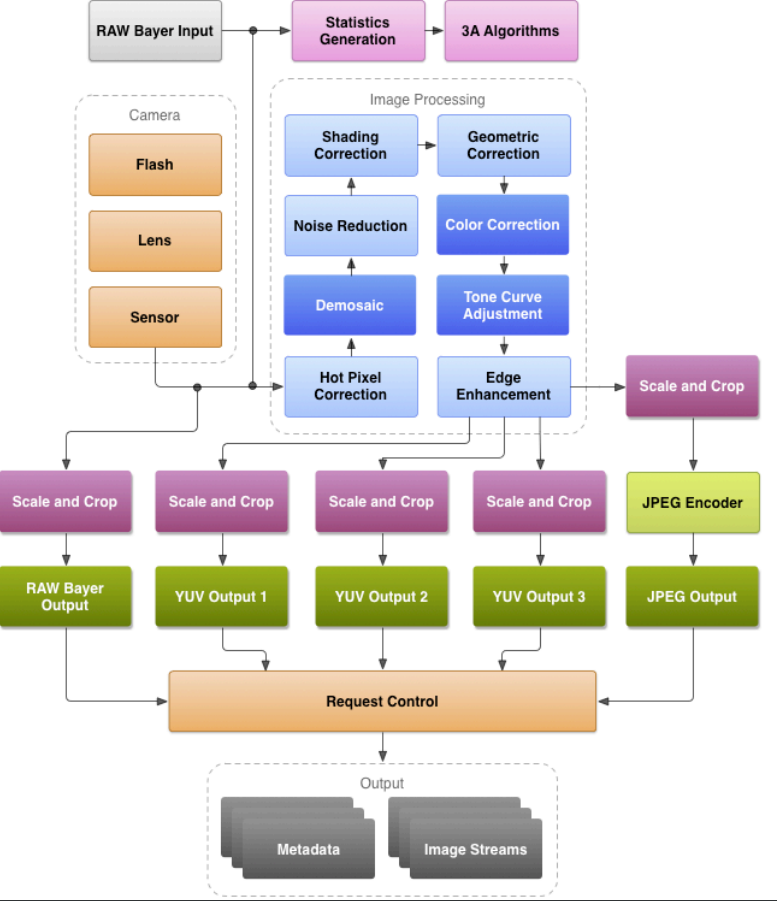 RAW Bayer Input
Statistics
Generation
3A Algorithms
Camera
Flash
Lens
Sensor
Image Processing
Shading
Correction
Geometric
Correction
Noise Reduction
Color Correction
Demosaic
Tone Curve
Adjustment
Hot Pixel
Correction
Edge
Enhancement
Scale and Crop
Scale and Crop
Scale and Crop
Scale and Crop
Scale and Crop
JPEG Encoder
RAW Bayer
Output
YUV Output 1
YUV Output 2
YUV Output 3
JPEG Output
Request Control
Output
Metadata
Image Streams